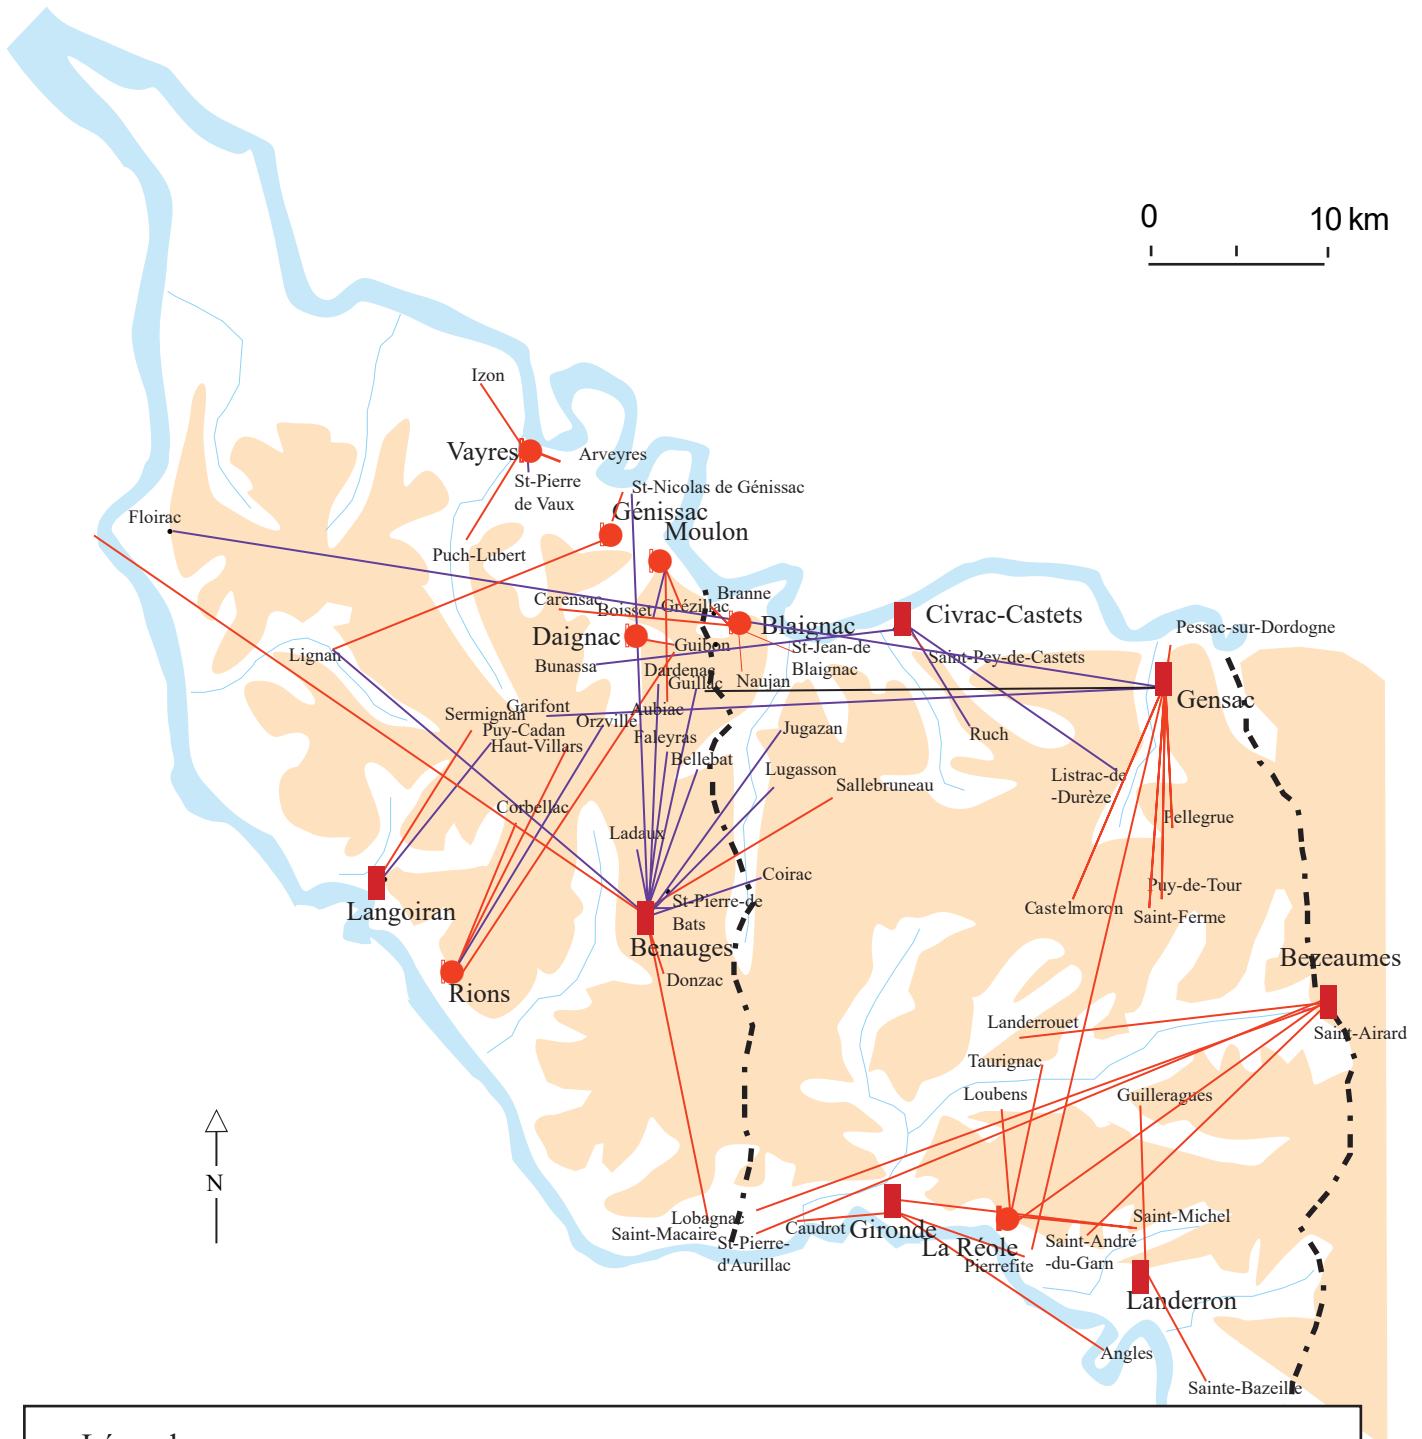 0 10 km
Izon
Vayres
Arveyres
St-Pierre
de Vaux
St-Nicolas de Génissac
Génissac
Floirac
Moulon
Puch-Lubert
Branne
Carensac
Boisset
Grézillac
Civrac-Castets
Blaignac
Pessac-sur-Dordogne
Daignac
Guibon
St-Jean-de
Blaignac
Lignan
Bunassa
Saint-Pey-de-Castets
Dardenac
Guillac
Naujan
Gensac
Garifont
Aubiac
Sermignan
Orzville
Puy-Cadan
Jugazan
Ruch
Faleyras
Haut-Villars
Bellebat
Lugasson
Listrac-de
-Durèze
Sallebruneau
Corbellac
Pellegrue
Ladaux
Coirac
Puy-de-Tour
St-Pierre-de
Bats
Castelmoron
Langoiran
Saint-Ferme
Benauges
Bezeaumes
Donzac
Rions
Landerrouet
Saint-Airard
Taurignac
Loubens
Guilleragues
N
Lobagnac
Saint-Michel
Saint-Macaire
Caudrot
Gironde
St-Pierre-
d'Aurillac
La Réole
Saint-André
-du-Garn
Pierrefite
Landerron
Angles
Sainte-Bazeille